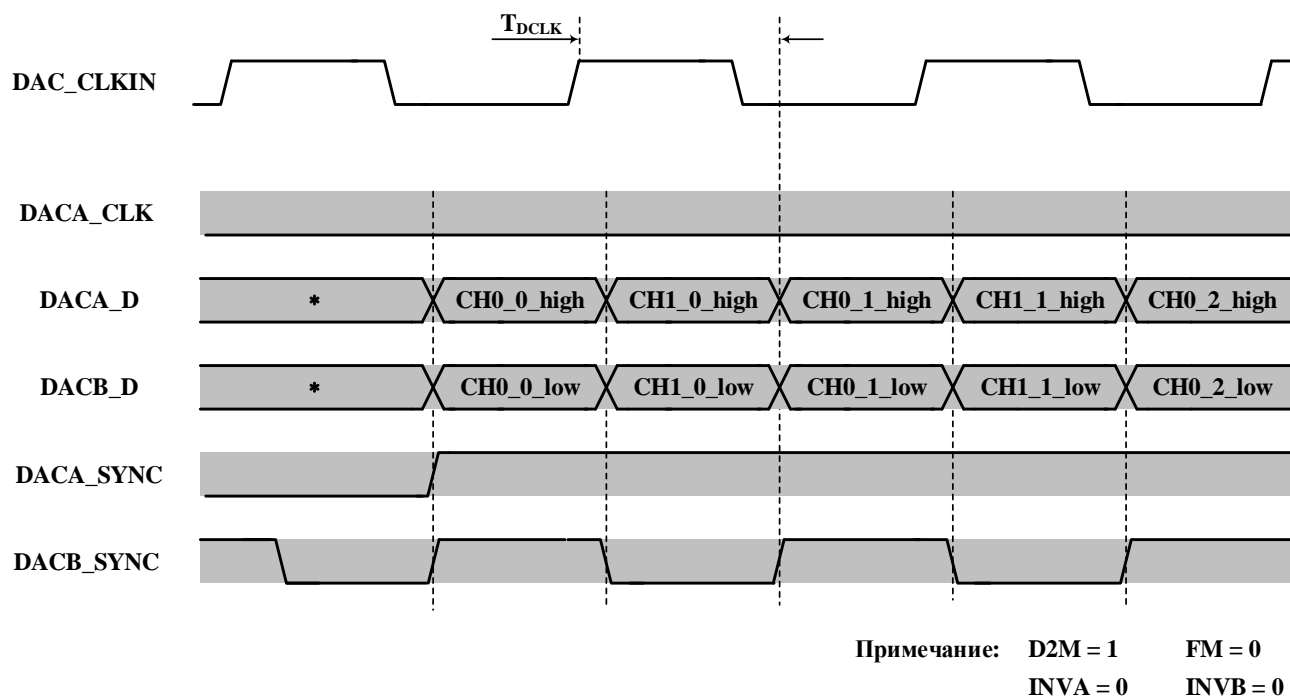 T_DCLK
DAC_CLKIN
DACA_CLK
DACA_D * CH0_0_high CH1_0_high CH0_1_high CH1_1_high CH0_2_high
DACB_D * CH0_0_low CH1_0_low CH0_1_low CH1_1_low CH0_2_low
DACA_SYNC
DACB_SYNC
Примечание: D2M = 1 FM = 0
INVA = 0 INVB = 0